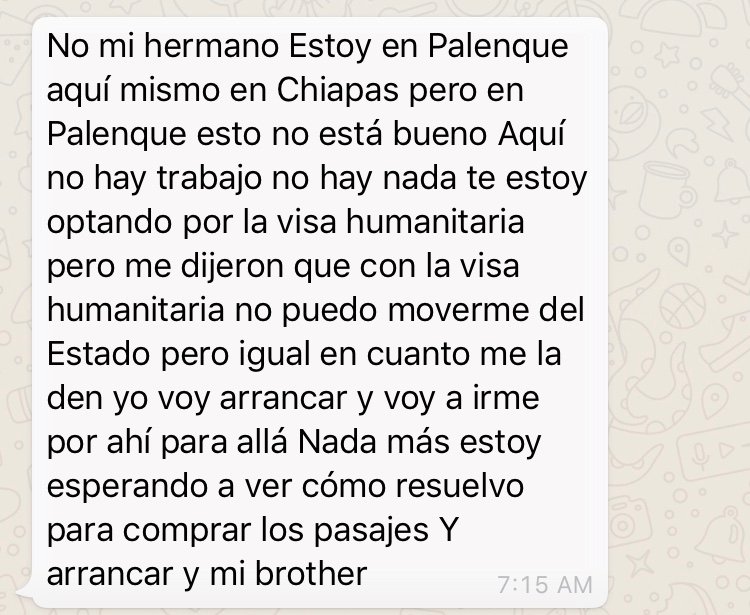 No mi hermano Estoy en Palenque
aquí mismo en Chiapas pero en
Palenque esto no está bueno Aquí
no hay trabajo no hay nada te estoy
optando por la visa humanitaria
pero me dijeron que con la visa
humanitaria no puedo moverme del
Estado pero igual en cuanto me la
den yo voy arrancar y voy a irme
por ahí para allá Nada más estoy
esperando a ver cómo resuelvo
para comprar los pasajes Y
arrancar y mi brother
7:15 AM